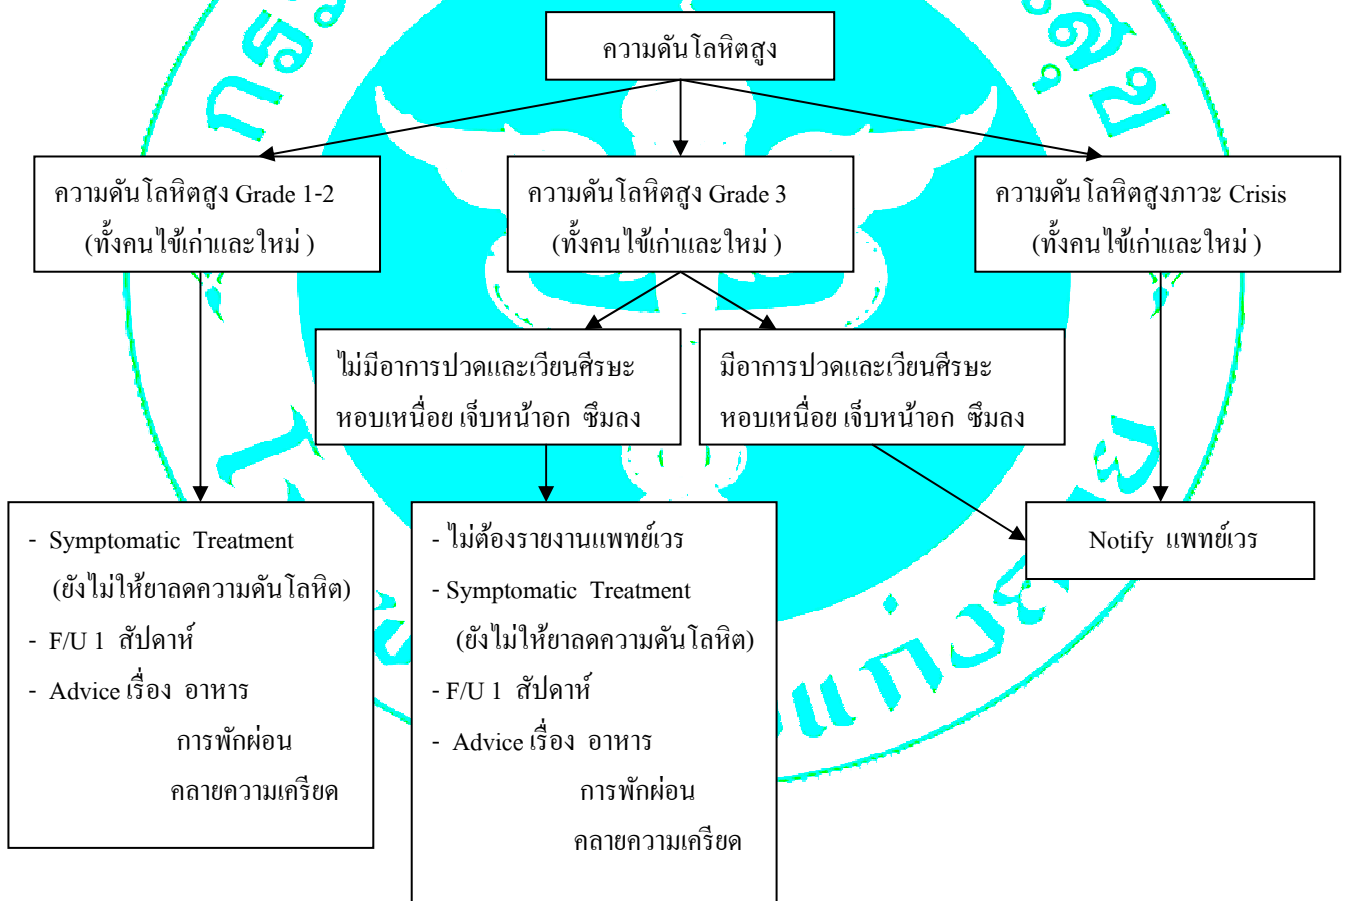 ความดันโลหิตสูง
ความดันโลหิตสูง Grade 1-2
(ทั้งคนไข้เก่าและใหม่ )
ความดันโลหิตสูง Grade 3
(ทั้งคนไข้เก่าและใหม่ )
ความดันโลหิตสูงภาวะ Crisis
(ทั้งคนไข้เก่าและใหม่ )
ไม่มีอาการปวดและเวียนศีรษะ
หอบเหนื่อย เจ็บหน้าอก ซึมลง
มีอาการปวดและเวียนศีรษะ
หอบเหนื่อย เจ็บหน้าอก ซึมลง
- Symptomatic Treatment
(ยังไม่ให้ยาลดความดันโลหิต)
- F/U 1 สัปดาห์
- Advice เรื่อง อาหาร
การพักผ่อน
คลายความเครียด
- ไม่ต้องรายงานแพทย์เวร
- Symptomatic Treatment
(ยังไม่ให้ยาลดความดันโลหิต)
- F/U 1 สัปดาห์
- Advice เรื่อง อาหาร
การพักผ่อน
คลายความเครียด
Notify แพทย์เวร